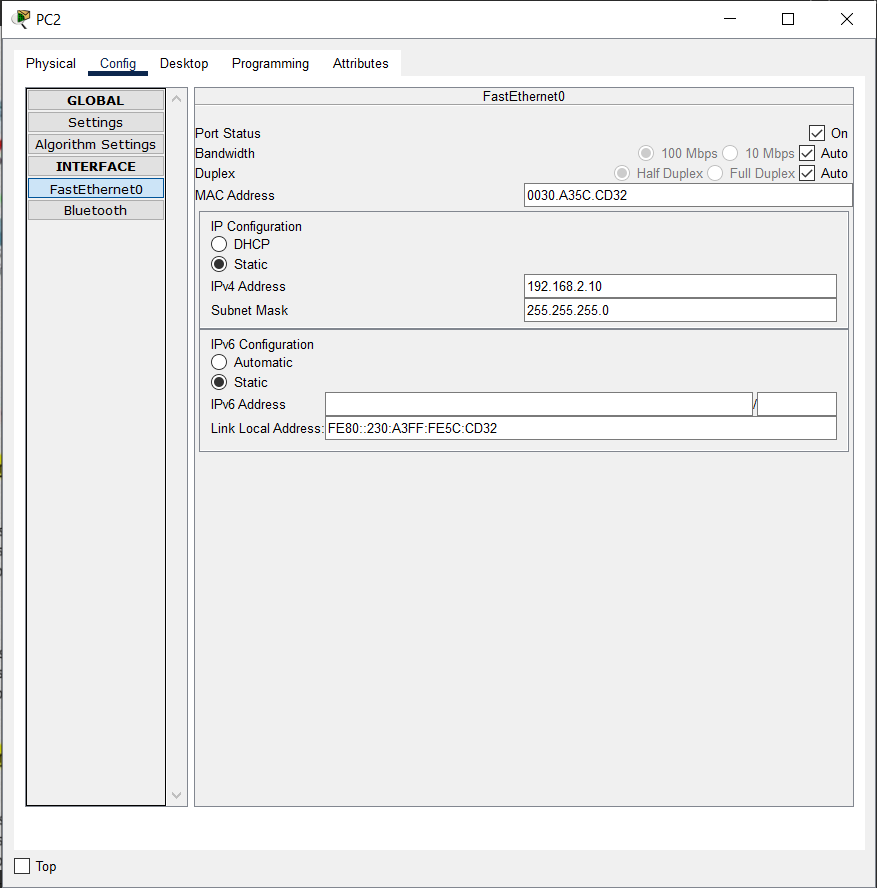 PC2
Physical Config Desktop Programming Attributes
GLOBAL
Settings
Algorithm Settings
INTERFACE
FastEthernet0
Bluetooth
FastEthernet0
Port Status On
Bandwidth 100 Mbps 10 Mbps Auto
Duplex Half Duplex Full Duplex Auto
MAC Address 0030.A35C.CD32
IP Configuration
DHCP
Static
IPv4 Address 192.168.2.10
Subnet Mask 255.255.255.0
IPv6 Configuration
Automatic
Static
IPv6 Address /
Link Local Address: FE80::230:A3FF:FE5C:CD32
Top